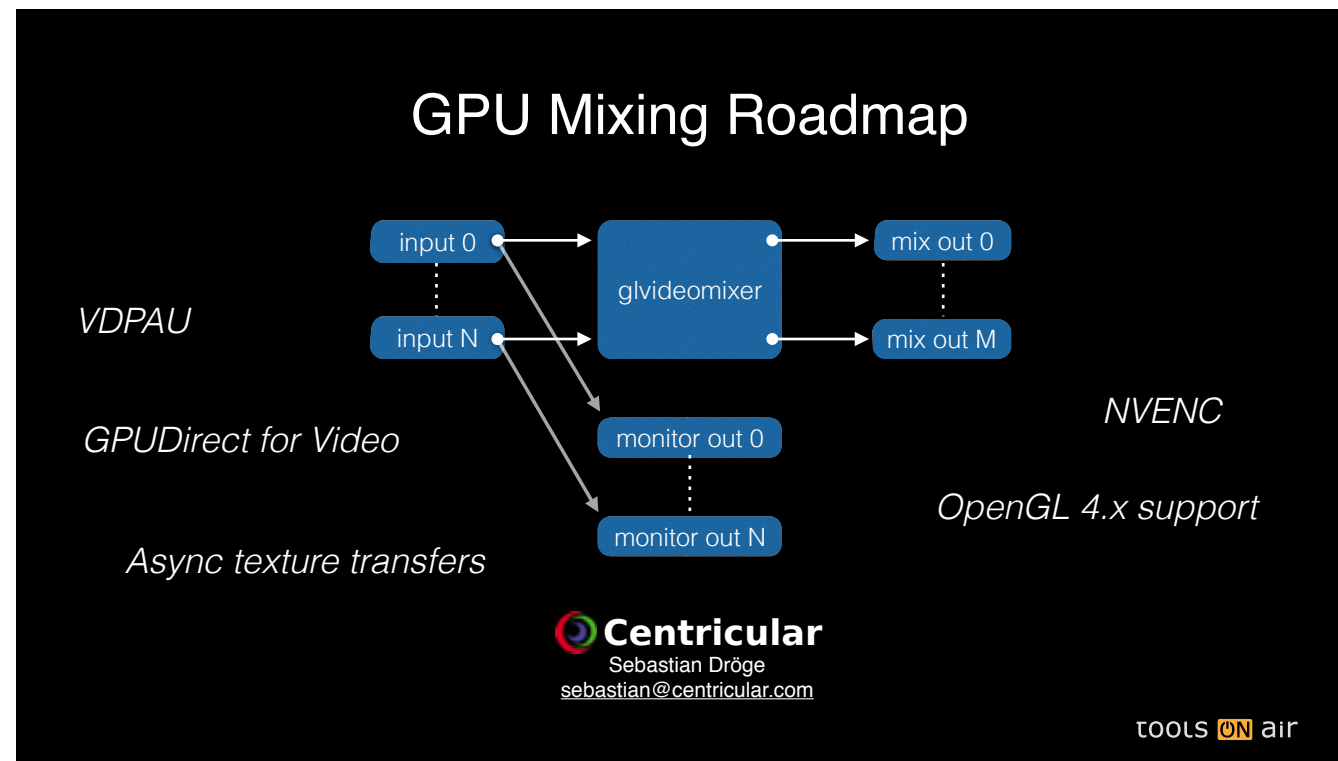 GPU Mixing Roadmap
input 0
glvideomixer
mix out 0
input N
mix out M
VDPAU
GPUDirect for Video
Async texture transfers
monitor out 0
monitor out N
NVENC
OpenGL 4.x support
Centricular
Sebastian Dröge
sebastian@centricular.com
TOOLS ON air